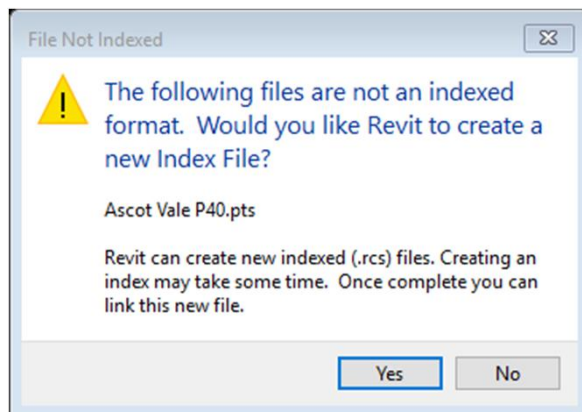 File Not Indexed
The following files are not an indexed
format.  Would you like Revit to create a
new Index File?
Ascot Vale P40.pts
Revit can create new indexed (.rcs) files. Creating an
index may take some time.  Once complete you can
link this new file.
Yes
No